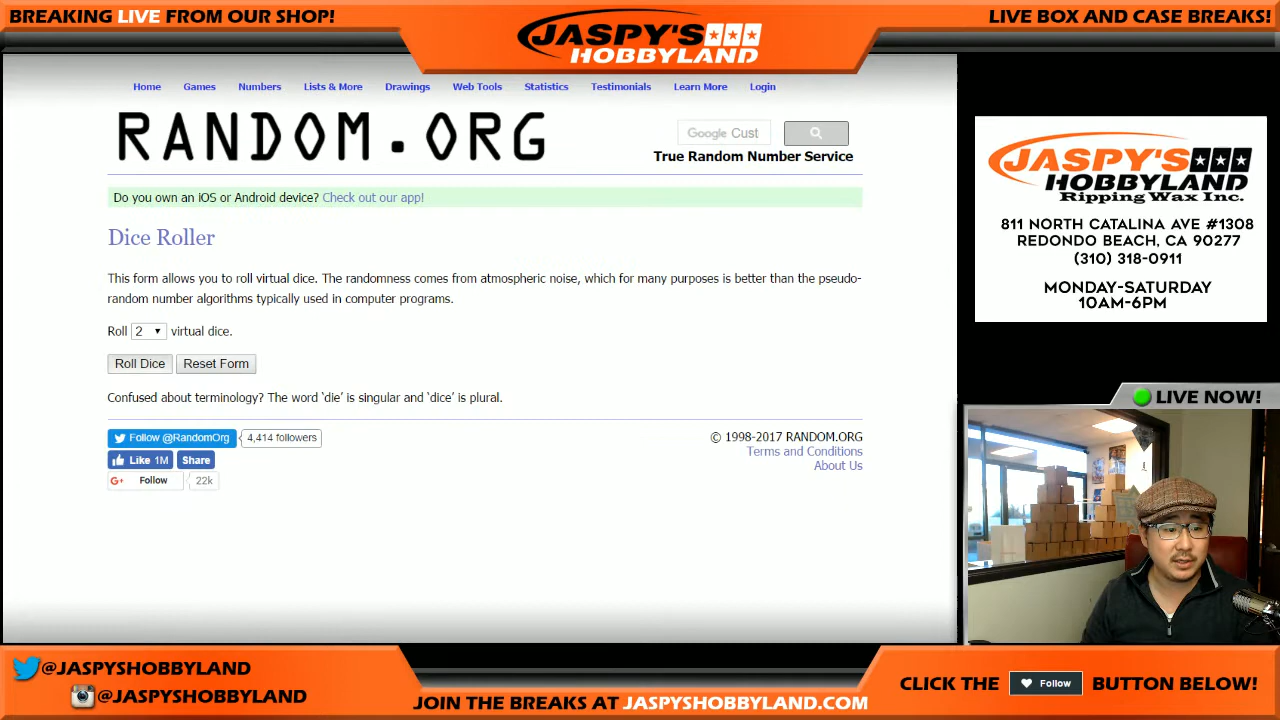 BREAKING LIVE FROM OUR SHOP!
JASPY'S
HOBBYLAND
LIVE BOX AND CASE BREAKS!
Home Games Numbers Lists & More Drawings Web Tools Statistics Testimonials Learn More Login
RANDOM.ORG
Google Cust
True Random Number Service
Do you own an iOS or Android device? Check out our app!
Dice Roller
This form allows you to roll virtual dice. The randomness comes from atmospheric noise, which for many purposes is better than the pseudo-
random number algorithms typically used in computer programs.
Roll 2 virtual dice.
Roll Dice Reset Form
Confused about terminology? The word ‘die’ is singular and ‘dice’ is plural.
Follow @RandomOrg 4,414 followers
Like 1M Share
G+ Follow 22k
© 1998-2017 RANDOM.ORG
Terms and Conditions
About Us
JASPY'S
HOBBYLAND
Ripping Wax Inc.
811 NORTH CATALINA AVE #1308
REDONDO BEACH, CA 90277
(310) 318-0911
MONDAY-SATURDAY
10AM-6PM
LIVE NOW!
@JASPYSHOBBYLAND
@JASPYSHOBBYLAND
JOIN THE BREAKS AT JASPYSHOBBYLAND.COM
CLICK THE Follow BUTTON BELOW!